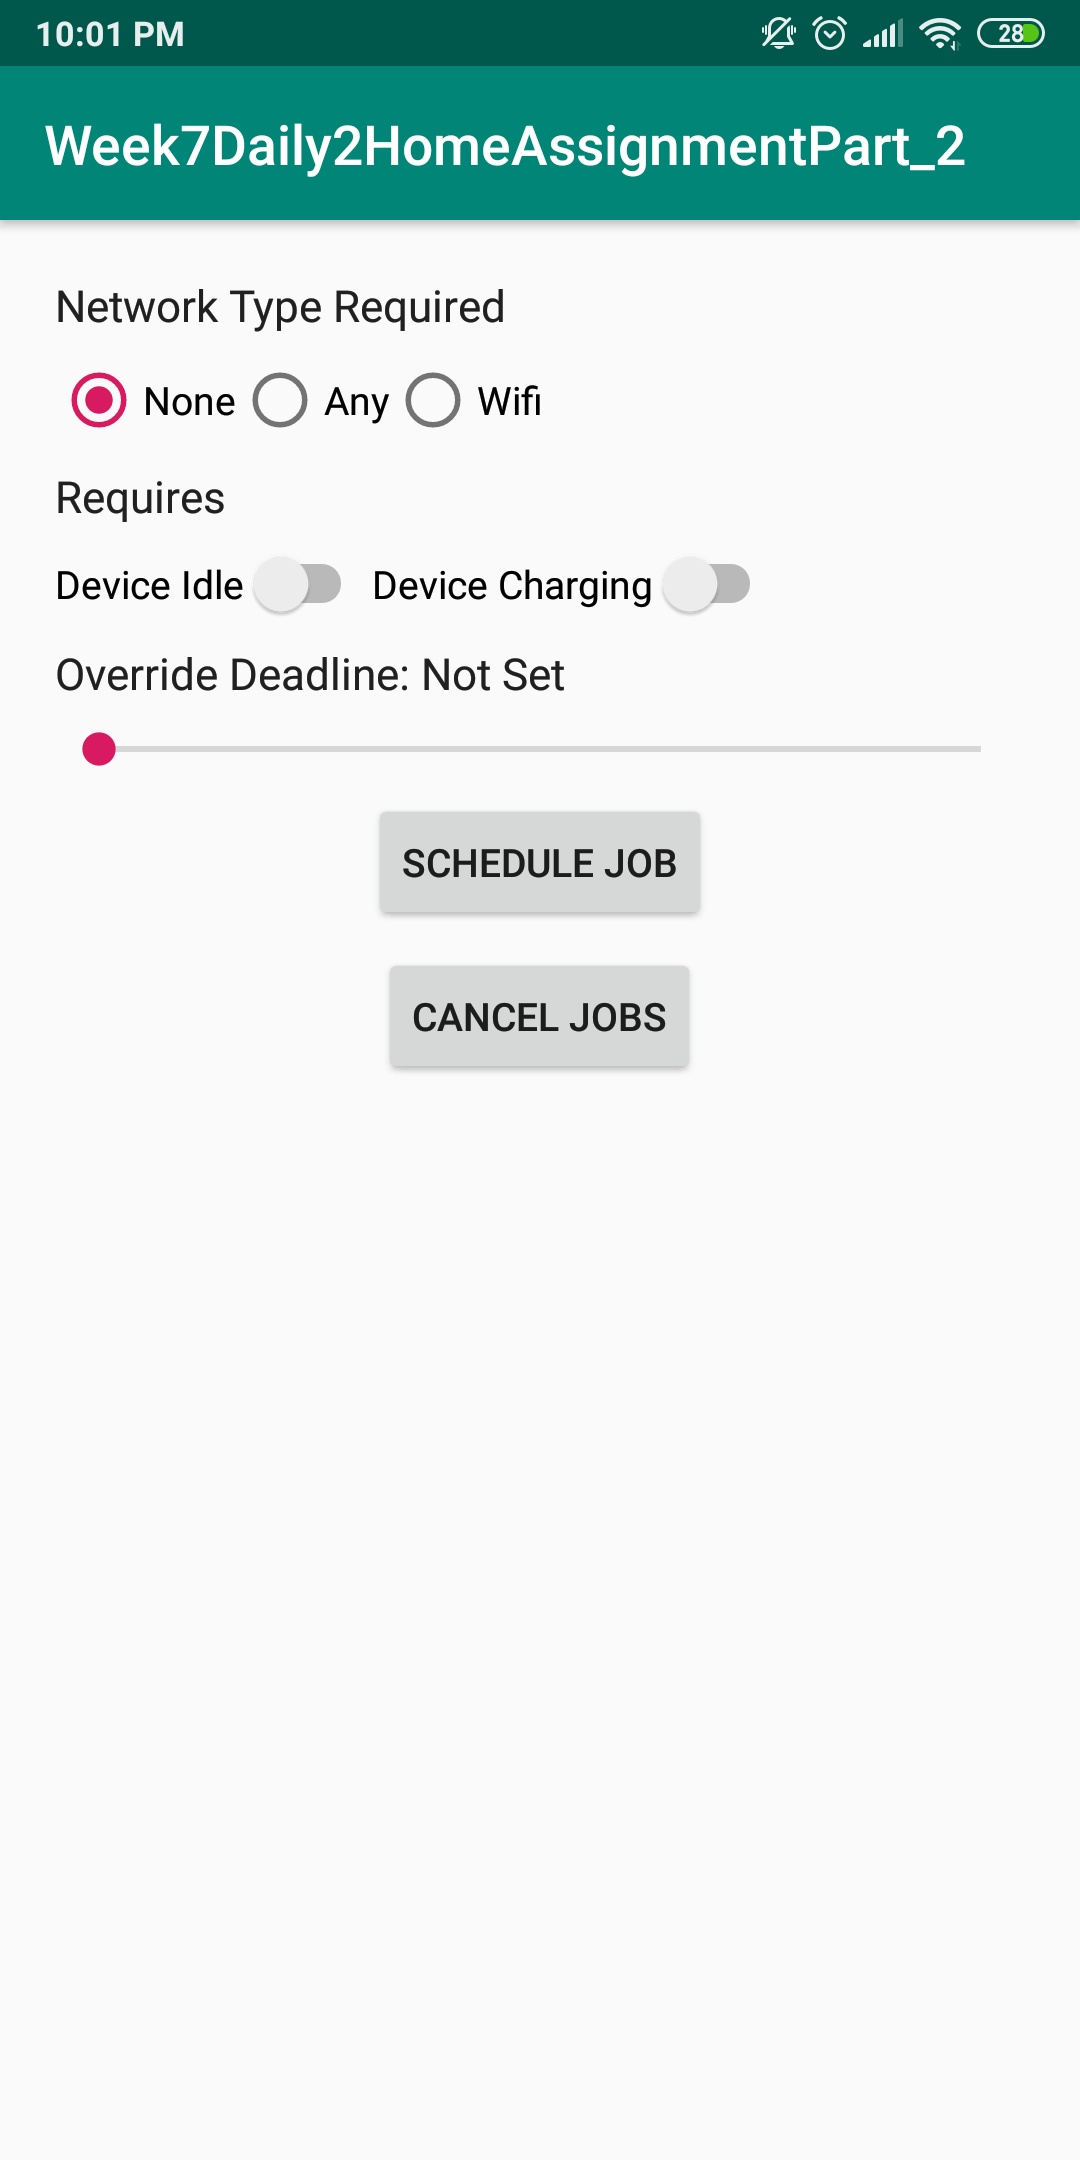 10:01 PM 28
Week7Daily2HomeAssignmentPart_2
Network Type Required
None Any Wifi
Requires
Device Idle Device Charging
Override Deadline: Not Set
SCHEDULE JOB
CANCEL JOBS